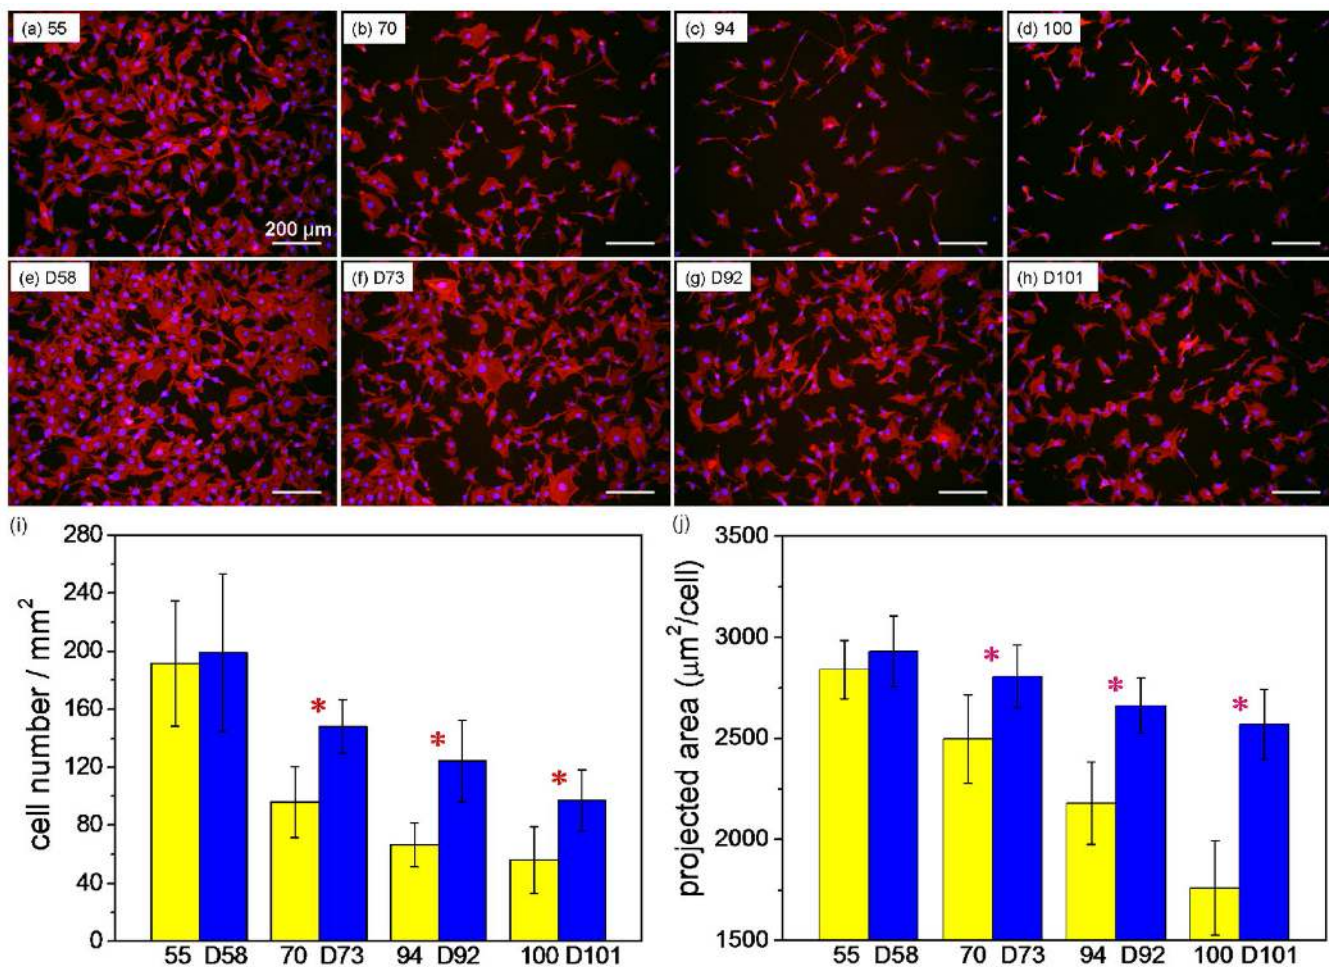 (a) 55
(b) 70
(c) 94
(d) 100
200 μm
(e) D58
(f) D73
(g) D92
(h) D101
(i)
280
240
200
160
120
80
40
0
cell number / mm²
*
*
*
55 D58 70 D73 94 D92 100 D101
(j)
3500
3000
2500
2000
1500
projected area (μm²/cell)
*
*
*
55 D58 70 D73 94 D92 100 D101